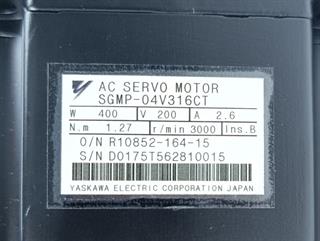 AC SERVO MOTOR
SGMP-04V316CT
W 400 V 200 A 2.6
N.m 1.27 r/min 3000 Ins.B
O/N R10852-164-15
S/N D0175T562810015
YASKAWA ELECTRIC CORPORATION JAPAN